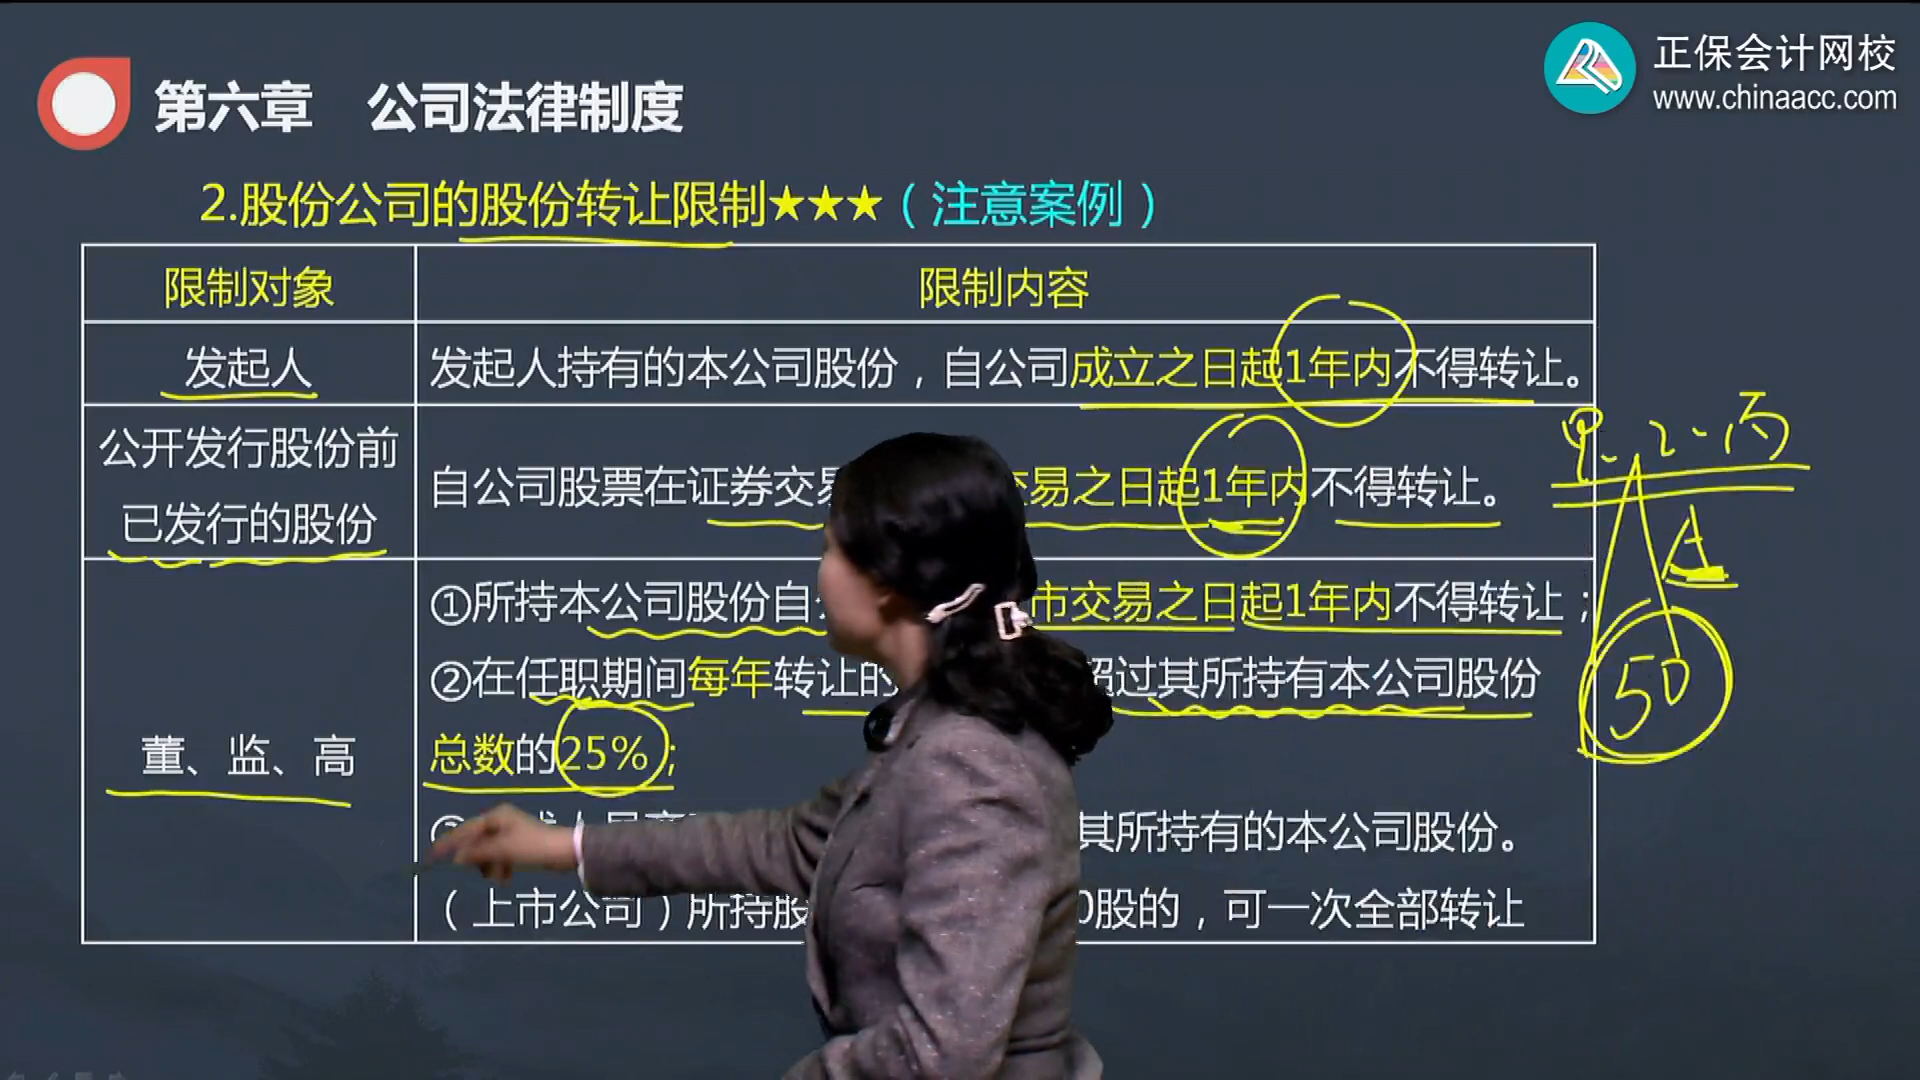 正保会计网校
www.chinaacc.com
第六章 公司法律制度
2.股份公司的股份转让限制★★★（注意案例）
限制对象 限制内容
发起人 发起人持有的本公司股份，自公司成立之日起1年内不得转让。
公开发行股份前
已发行的股份
自公司股票在证券交易 交易之日起1年内不得转让。
甲、乙、丙
①所持本公司股份自 市交易之日起1年内不得转让；
②在任职期间每年转让的 超过其所持有本公司股份
总数的25%；
50
董、监、高
③ 其所持有的本公司股份。
（上市公司）所持股 0股的，可一次全部转让